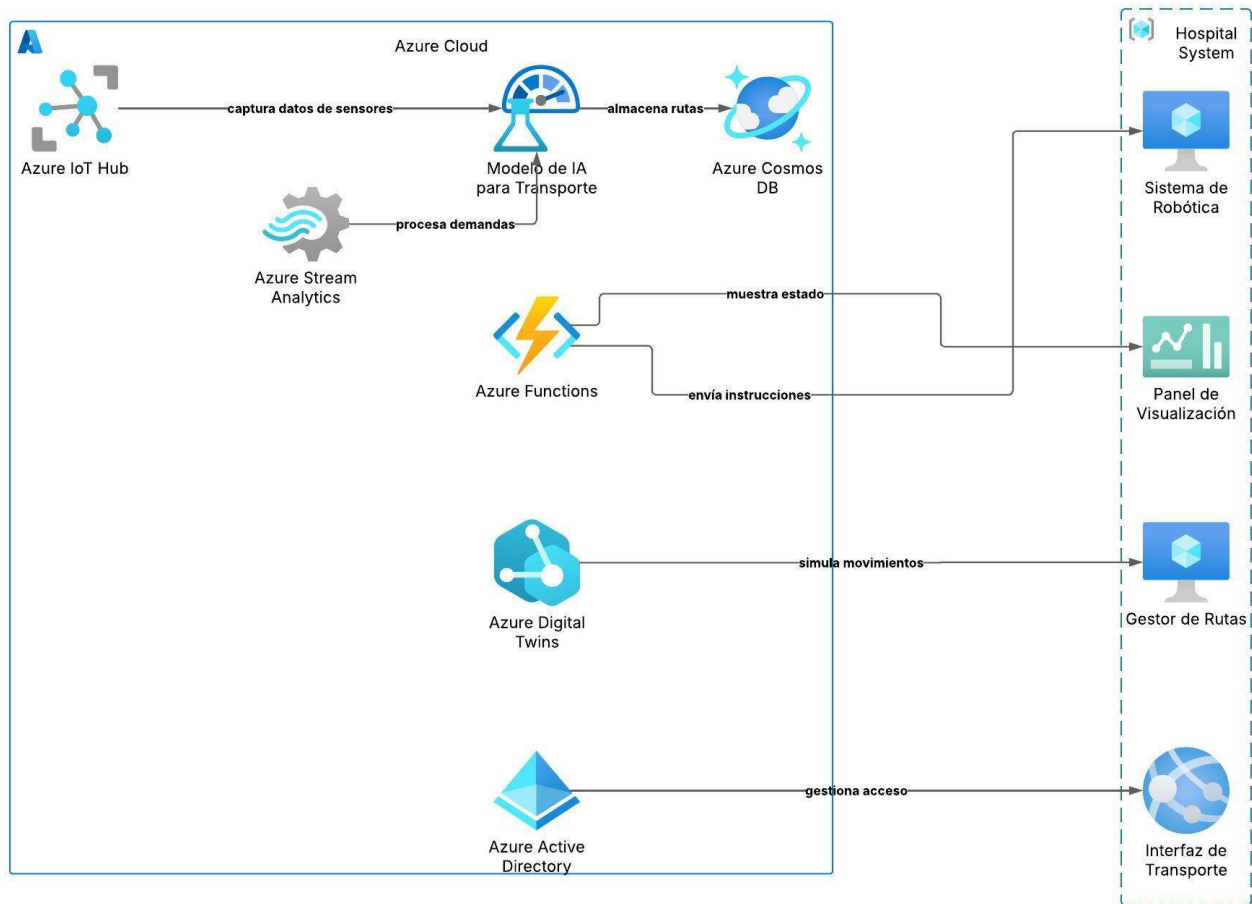 Azure Cloud
Hospital
System
captura datos de sensores
almacena rutas
Azure IoT Hub
Modelo de IA
para Transporte
Azure Cosmos
DB
Sistema de
Robótica
procesa demandas
Azure Stream
Analytics
muestra estado
Azure Functions
envía instrucciones
Panel de
Visualización
simula movimientos
Azure Digital
Twins
Gestor de Rutas
gestiona acceso
Azure Active
Directory
Interfaz de
Transporte